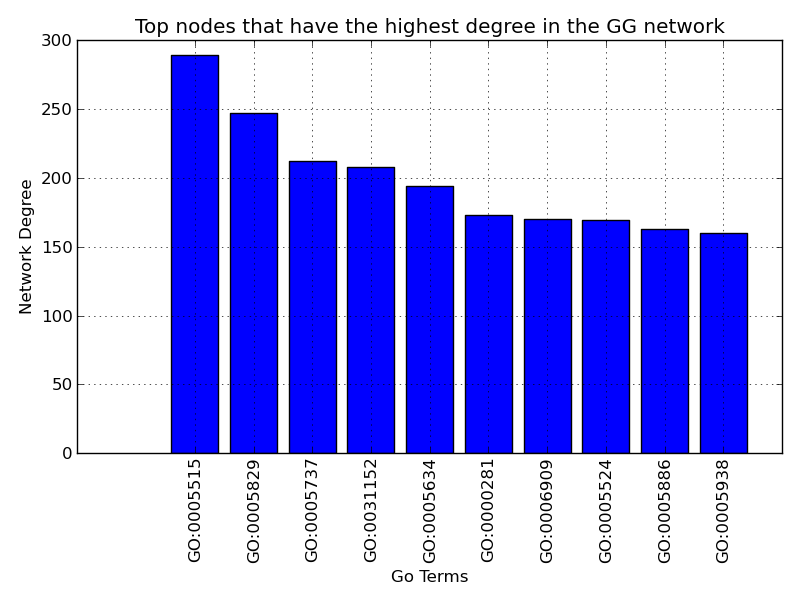 Top nodes that have the highest degree in the GG network
300
250
200
150
100
50
0
Network Degree
GO:0005515
GO:0005829
GO:0005737
GO:0031152
GO:0005634
GO:0000281
GO:0006909
GO:0005524
GO:0005886
GO:0005938
Go Terms